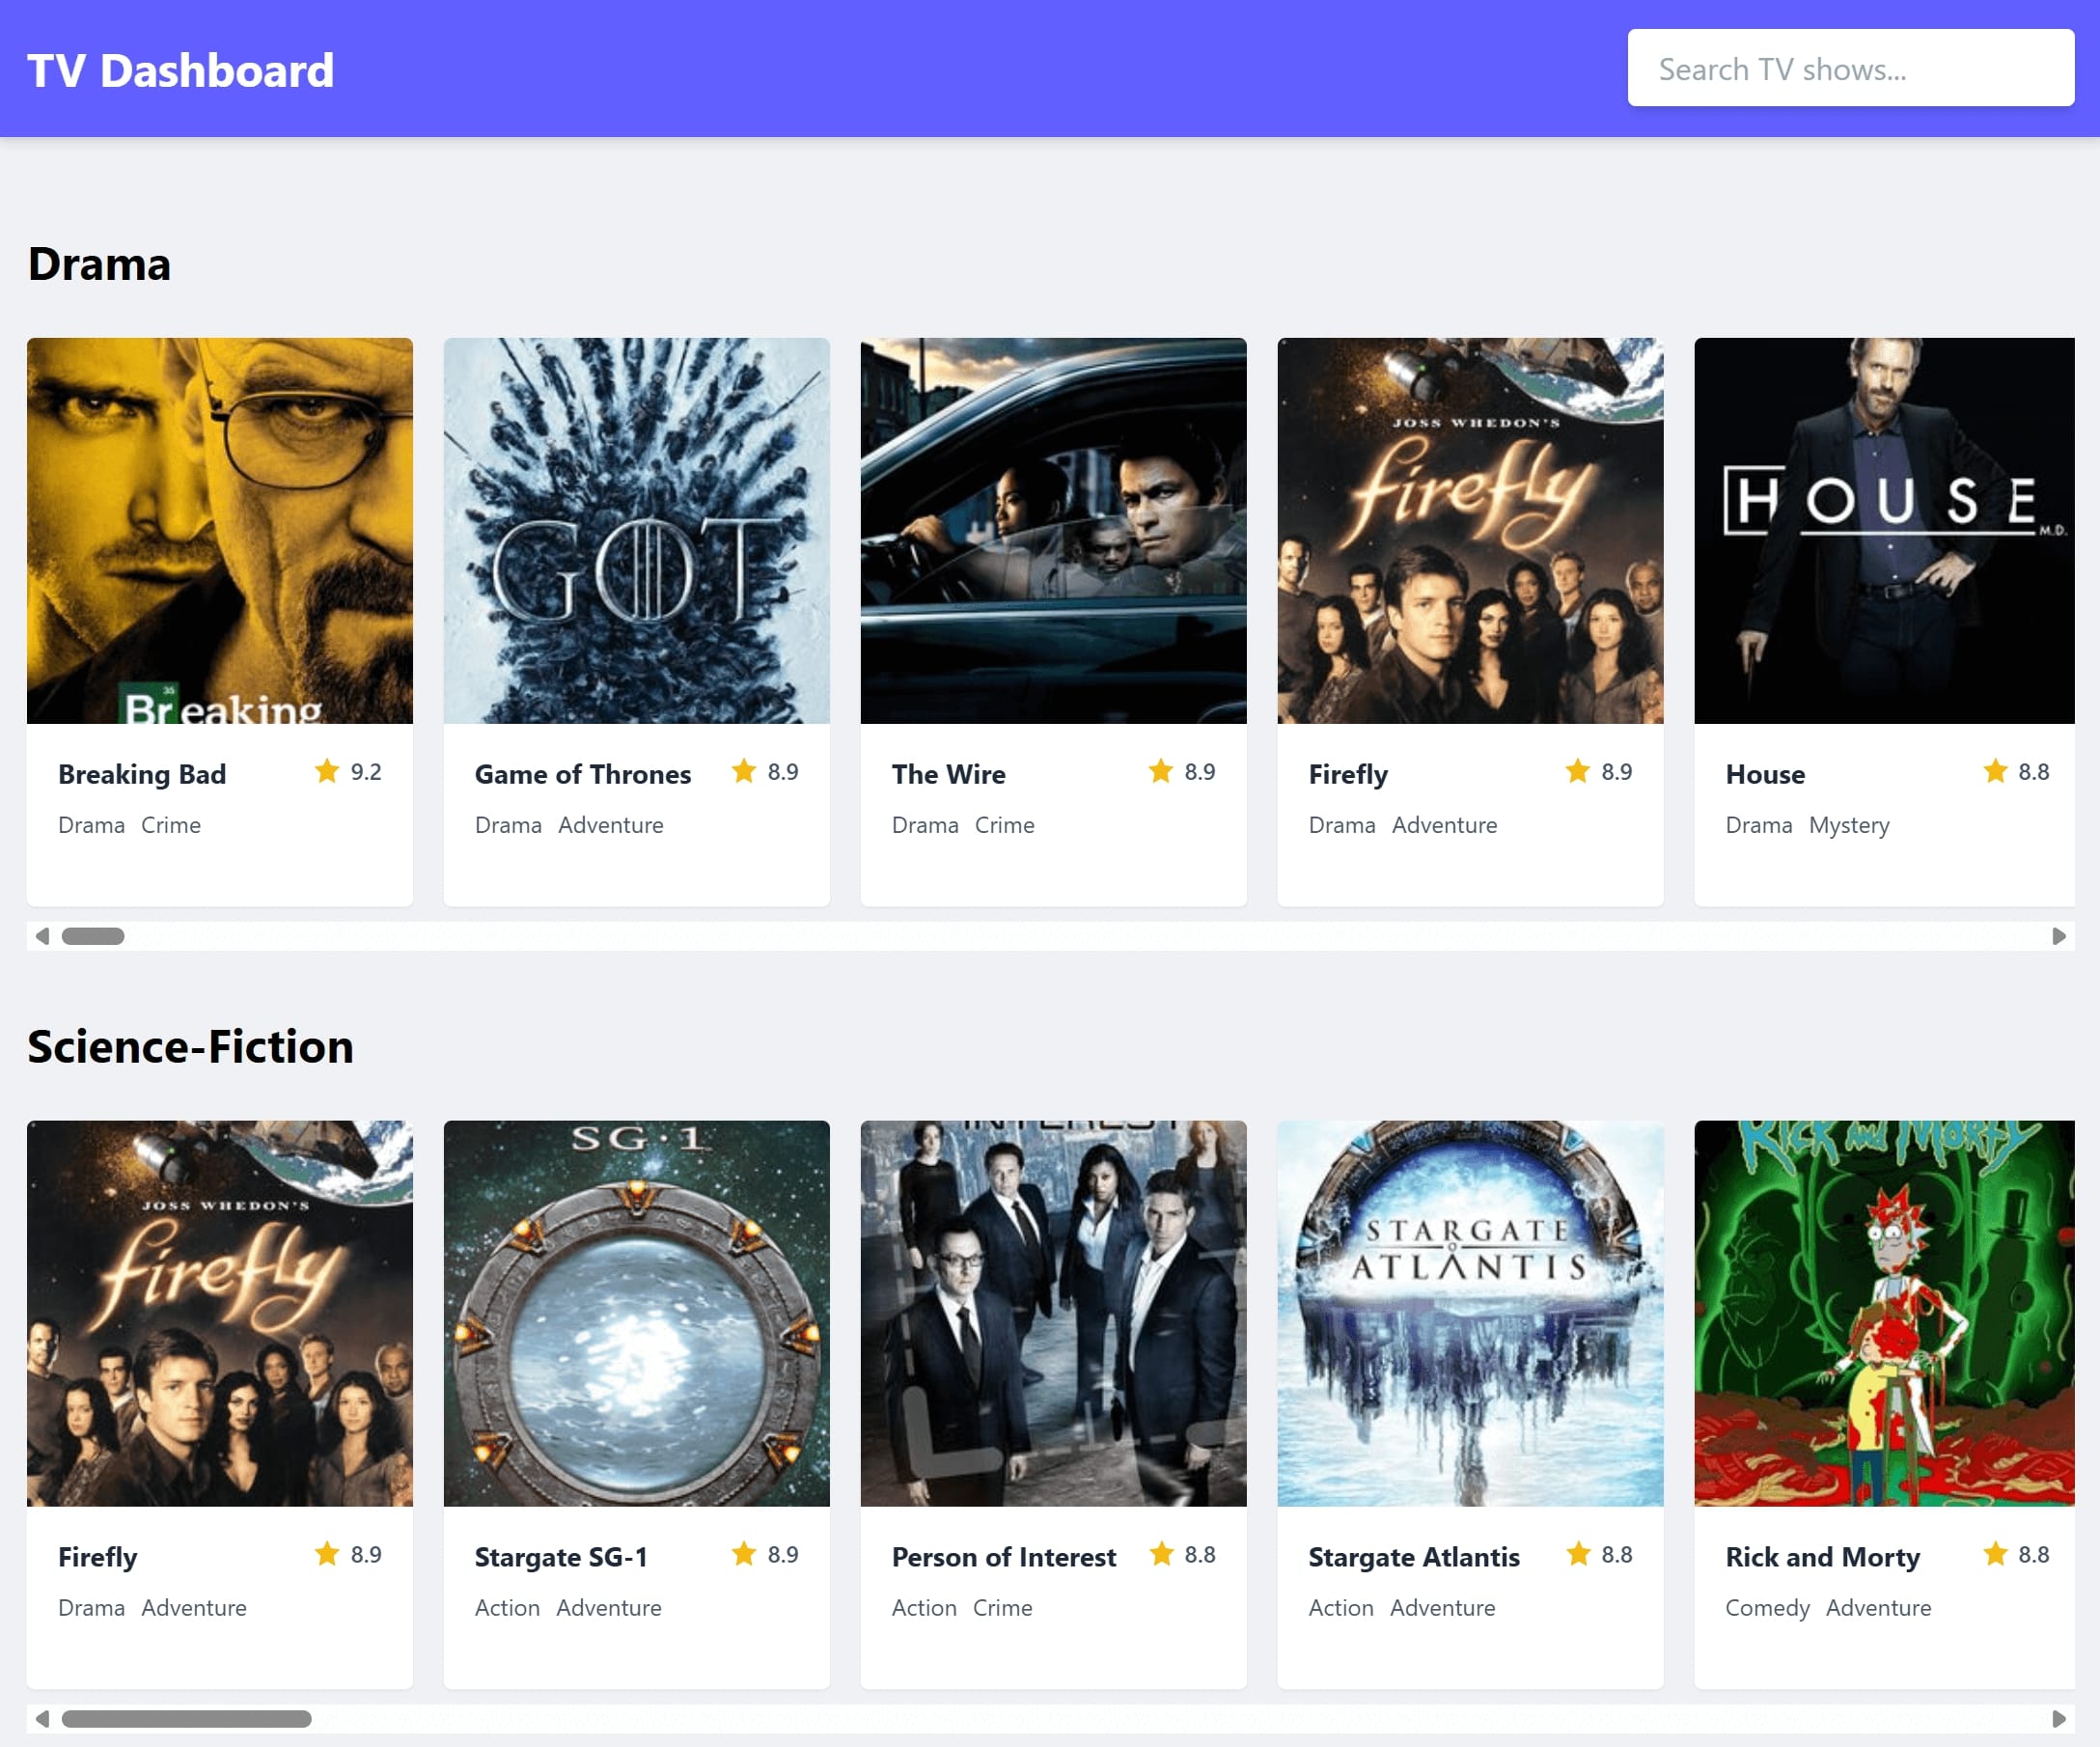 TV Dashboard
Search TV shows...
Drama
35
Breaking
GOT
JOSS WHEDON'S
firefly
HOUSE M.D.
Breaking Bad 9.2
Drama Crime
Game of Thrones 8.9
Drama Adventure
The Wire 8.9
Drama Crime
Firefly 8.9
Drama Adventure
House 8.8
Drama Mystery
Science-Fiction
JOSS WHEDON'S
firefly
SG·1
INTEREST
STARGATE
ATLANTIS
RICK AND MORTY
Firefly 8.9
Drama Adventure
Stargate SG-1 8.9
Action Adventure
Person of Interest 8.8
Action Crime
Stargate Atlantis 8.8
Action Adventure
Rick and Morty 8.8
Comedy Adventure